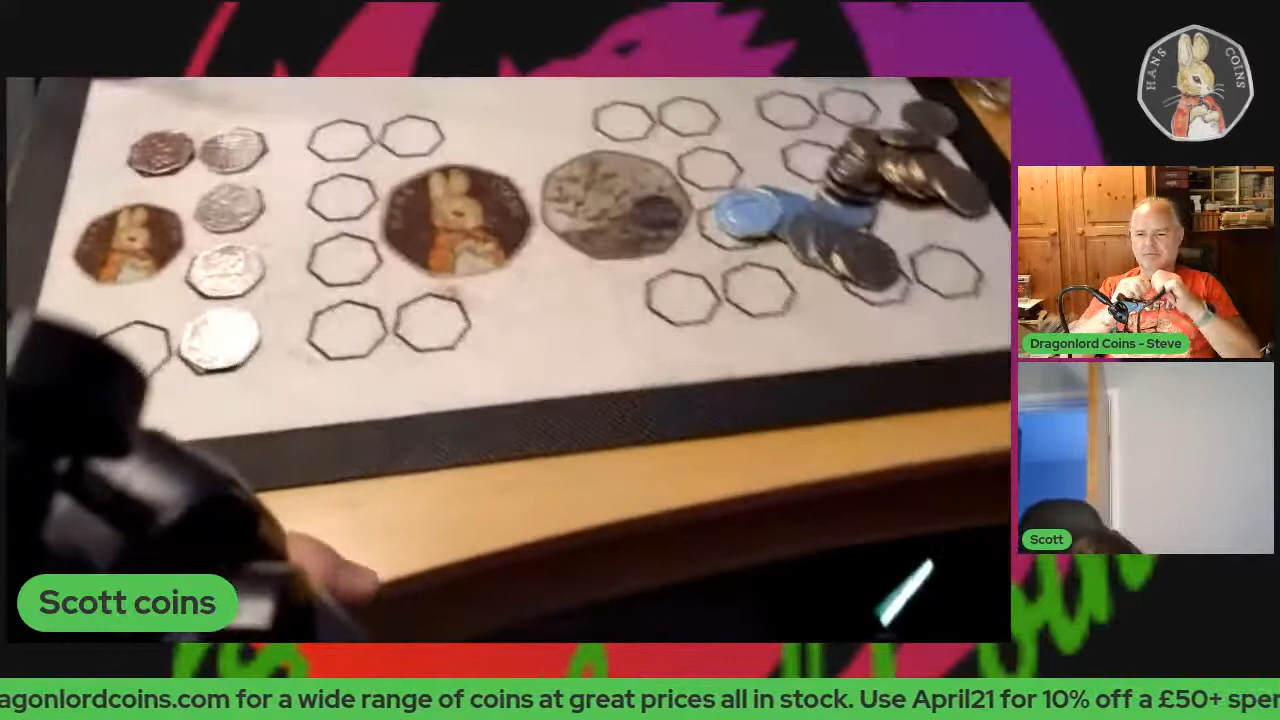 HANS COINS
Dragonlord Coins - Steve
Scott
Scott coins
agonlordcoins.com for a wide range of coins at great prices all in stock. Use April21 for 10% off a £50+ spen